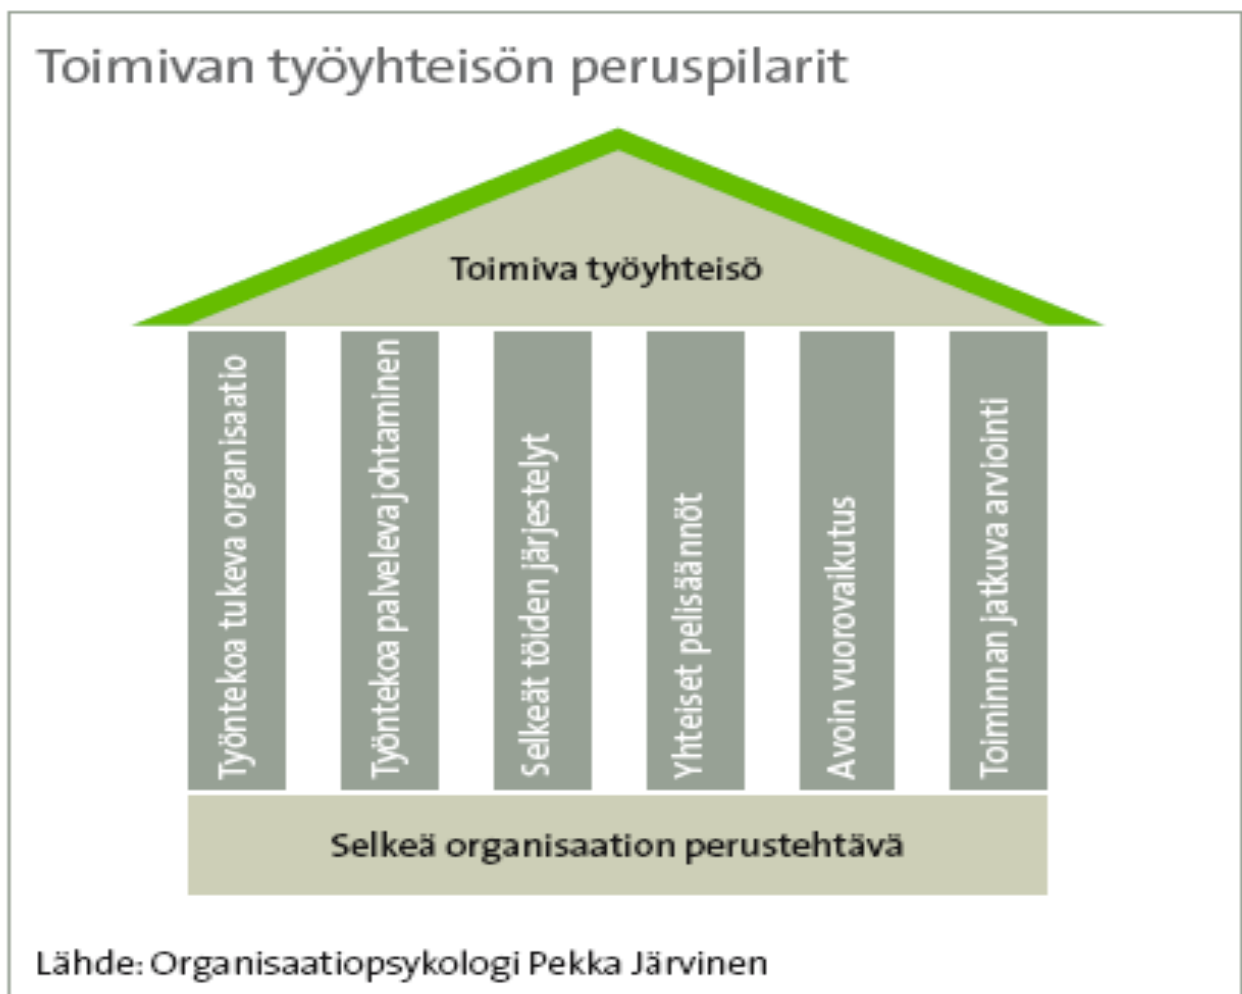 Toimivan työyhteisön peruspilarit
Toimiva työyhteisö
Työntekoa tukeva organisaatio
Työntekoa palveleva johtaminen
Selkeät töiden järjestelyt
Yhteiset pelisäännöt
Avoin vuorovaikutus
Toiminnan jatkuva arviointi
Selkeä organisaation perustehtävä
Lähde: Organisaatiopsykologi Pekka Järvinen